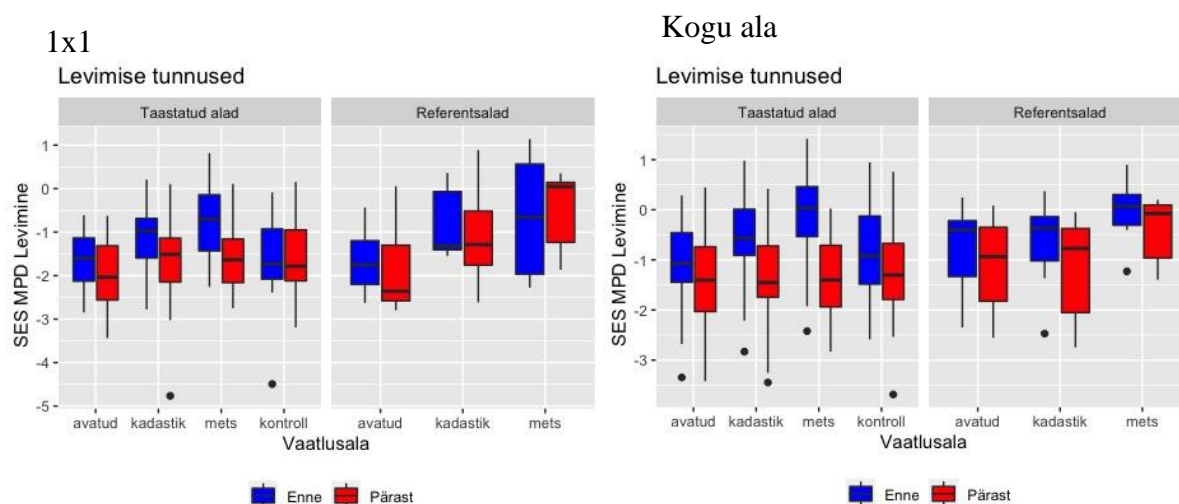 1x1
Levimise tunnused
Taastatud alad
Referentsalad
SES MPD Levimine
1
0
-1
-2
-3
-4
-5
avatud kadastik mets kontroll
avatud kadastik mets
Vaatlusala
Enne Pärast
Kogu ala
Levimise tunnused
Taastatud alad
Referentsalad
SES MPD Levimine
1
0
-1
-2
-3
avatud kadastik mets kontroll
avatud kadastik mets
Vaatlusala
Enne Pärast